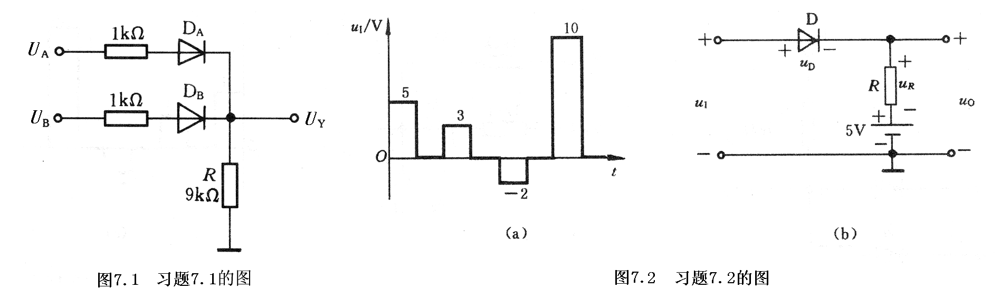 U_A
1kΩ
D_A
U_B
1kΩ
D_B
U_Y
R
9kΩ
图7.1 习题7.1的图
u_I/V
5
3
-2
10
O
t
(a)
D
+
+
+
-
u_D
+
R
u_R
u_I
u_O
-
+
5V
-
-
-
(b)
图7.2 习题7.2的图